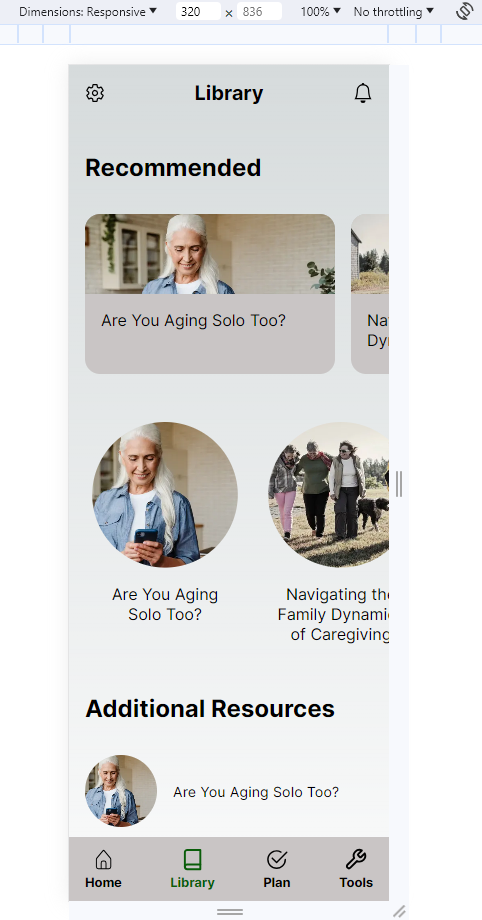 Dimensions: Responsive 320 x 836 100% No throttling
Library
Recommended
Are You Aging Solo Too?
Na
Dy
Are You Aging
Solo Too?
Navigating the
Family Dynamic
of Caregiving
Additional Resources
Are You Aging Solo Too?
Home Library Plan Tools